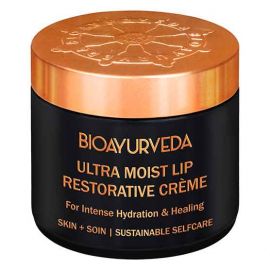 BIOAYURVEDA
ULTRA MOIST LIP
RESTORATIVE CRÈME
For Intense Hydration & Healing
SKIN + SOIN | SUSTAINABLE SELFCARE